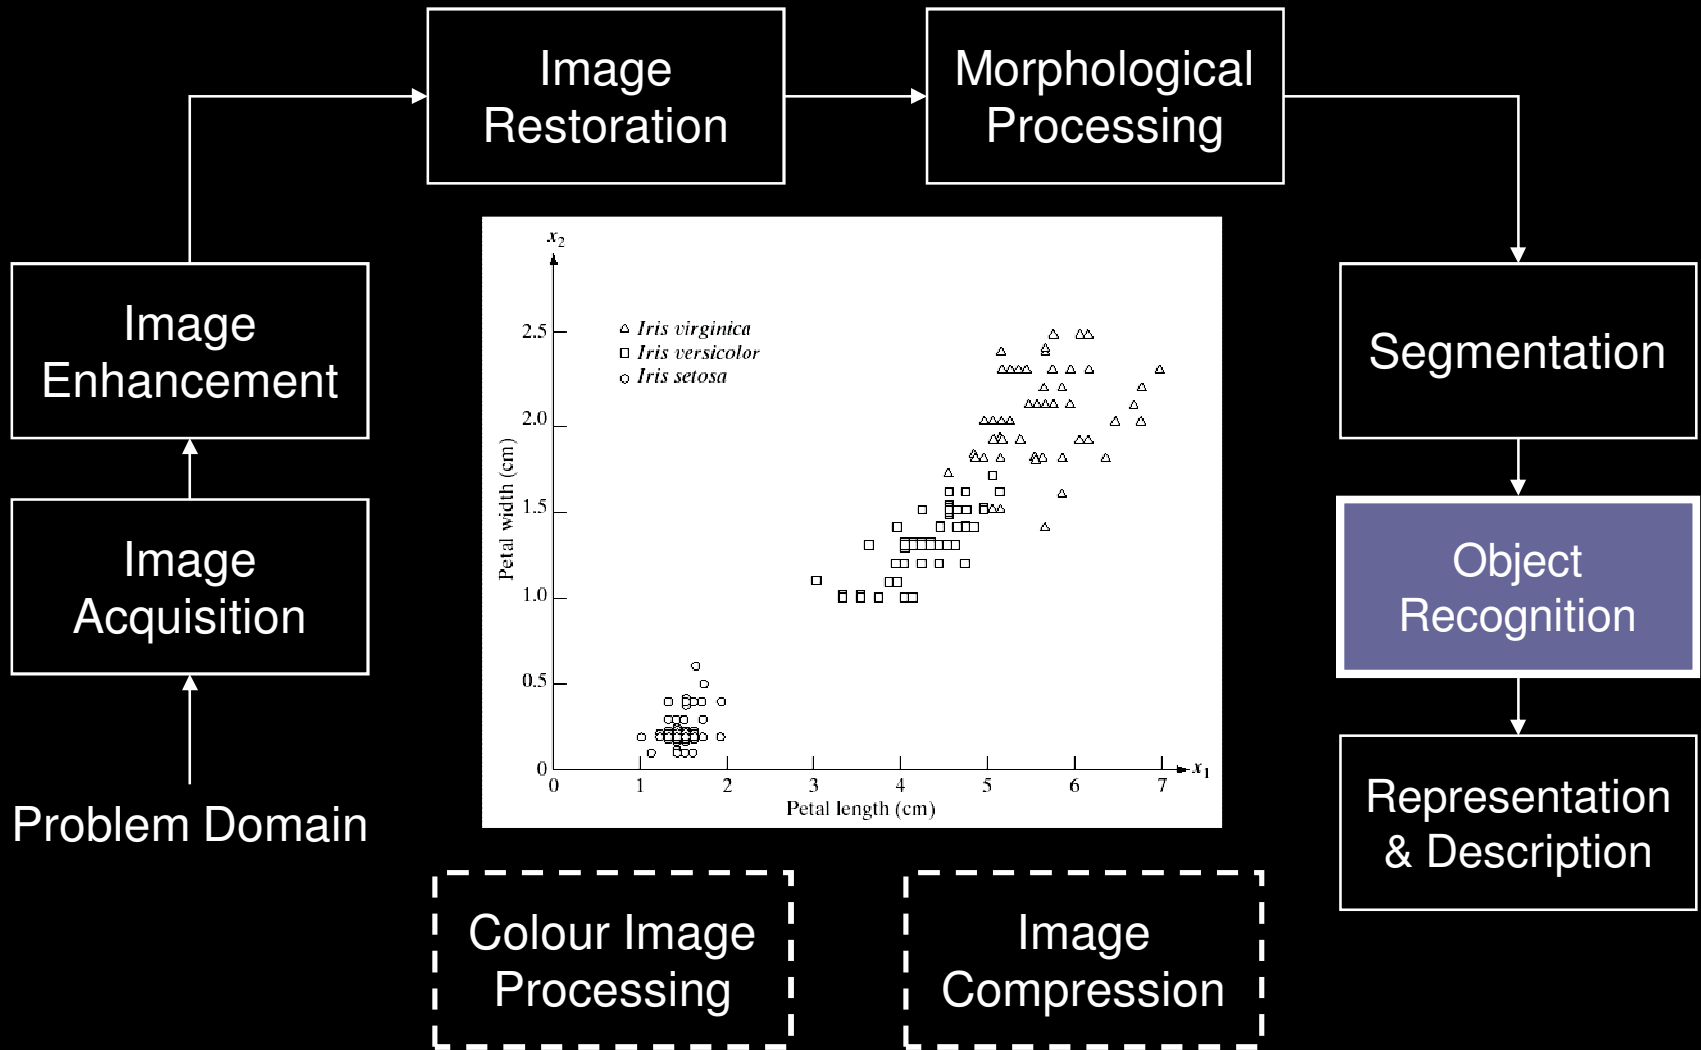 Image
Restoration
Morphological
Processing
Image
Enhancement
Image
Acquisition
Problem Domain
x₂
2.5
2.0
1.5
1.0
0.5
0
Petal width (cm)
Iris virginica
Iris versicolor
Iris setosa
0 1 2 3 4 5 6 7
x₁
Petal length (cm)
Segmentation
Object
Recognition
Representation
& Description
Colour Image
Processing
Image
Compression